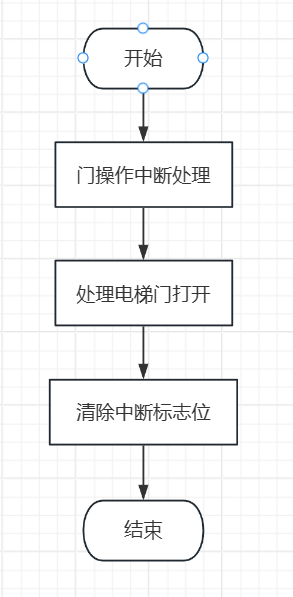 开始
门操作中断处理
处理电梯门打开
清除中断标志位
结束